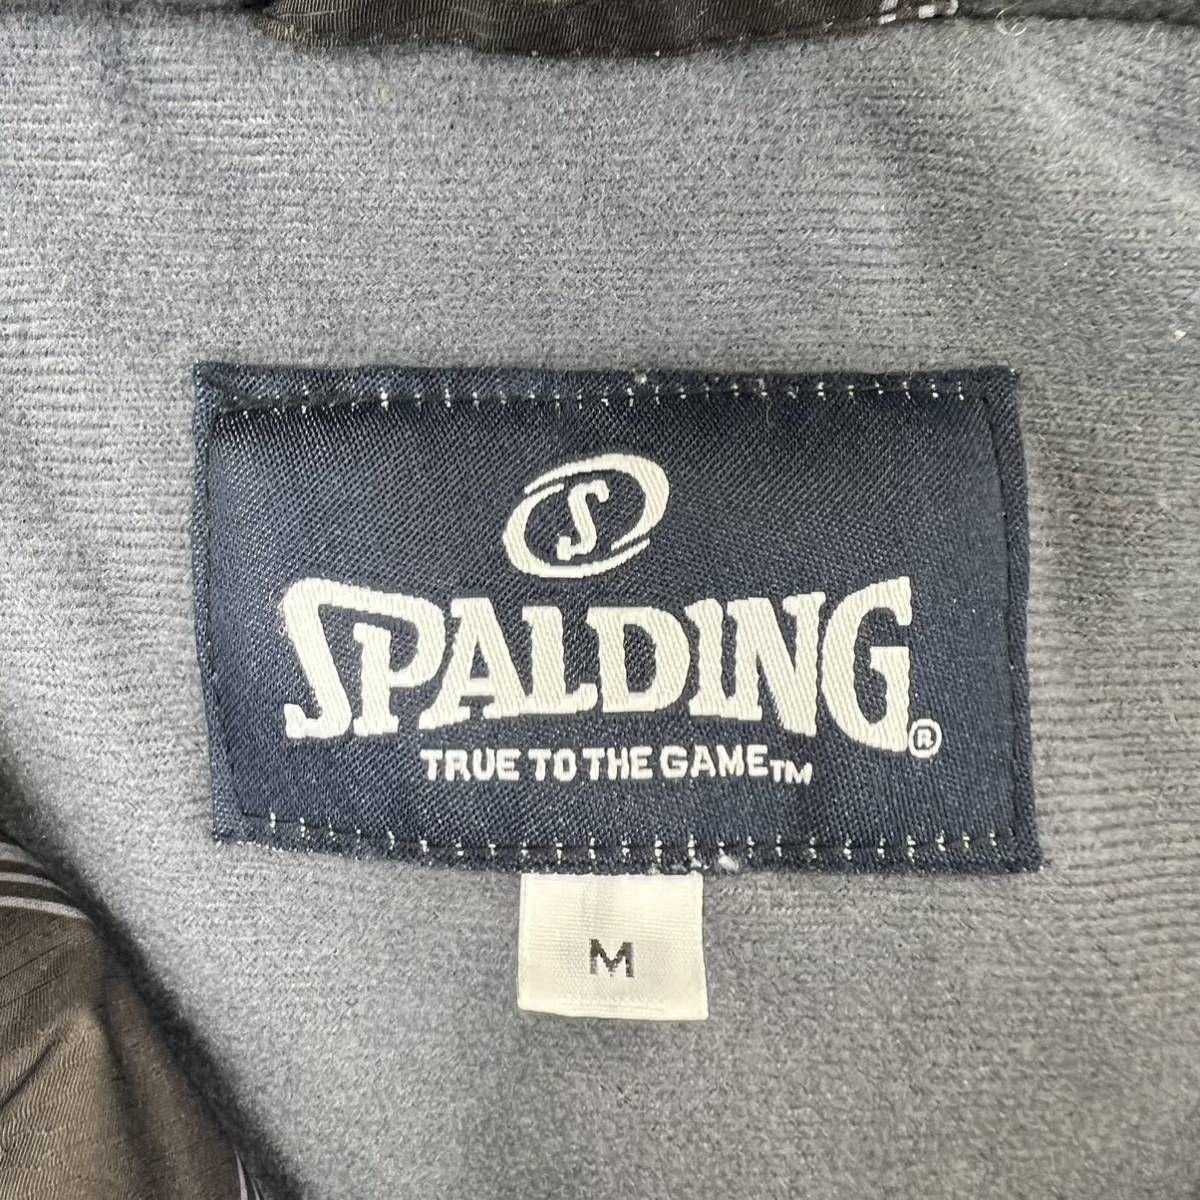 S
SPALDING®
TRUE TO THE GAME™
M